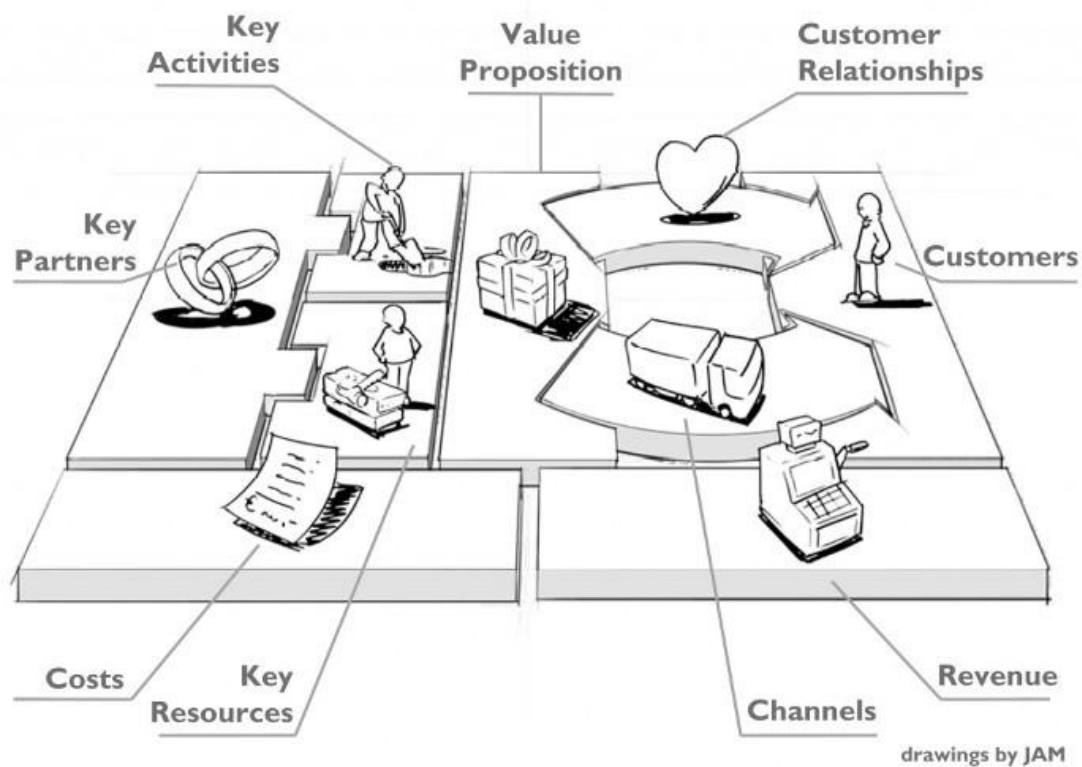 Key
Activities
Value
Proposition
Customer
Relationships
Key
Partners
Customers
Costs
Key
Resources
Channels
Revenue
drawings by JAM